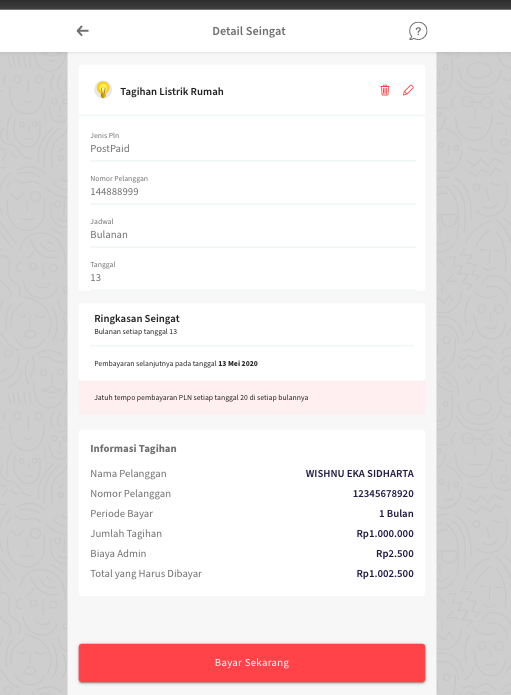 Detail Seingat
?
Tagihan Listrik Rumah
Jenis Pln
PostPaid
Nomor Pelanggan
144888999
Jadwal
Bulanan
Tanggal
13
Ringkasan Seingat
Bulanan setiap tanggal 13
Pembayaran selanjutnya pada tanggal 13 Mei 2020
Jatuh tempo pembayaran PLN setiap tanggal 20 di setiap bulannya
Informasi Tagihan
Nama Pelanggan WISHNU EKA SIDHARTA
Nomor Pelanggan 12345678920
Periode Bayar 1 Bulan
Jumlah Tagihan Rp1.000.000
Biaya Admin Rp2.500
Total yang Harus Dibayar Rp1.002.500
Bayar Sekarang